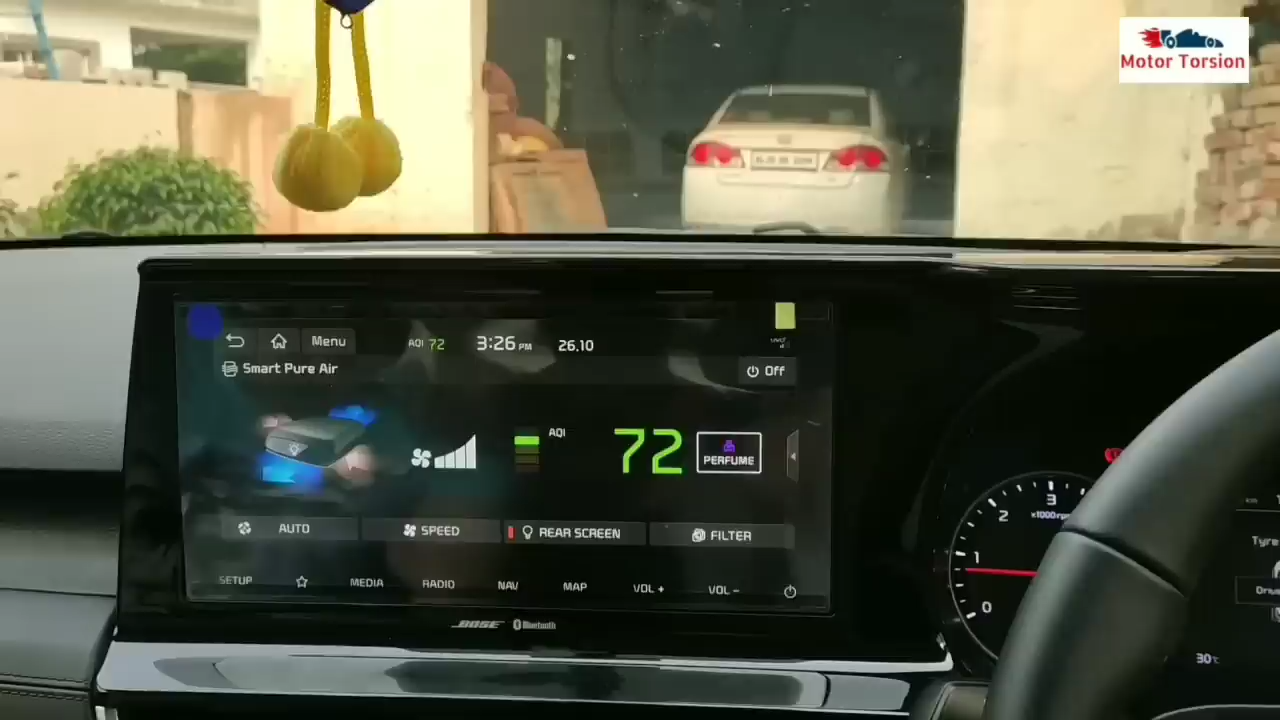 Motor Torsion
Menu
AQI 72
3:26 PM
26.10
Smart Pure Air
Off
AQI
72
PERFUME
AUTO
SPEED
REAR SCREEN
FILTER
SETUP
MEDIA
RADIO
NAV
MAP
VOL +
VOL -
BOSE
Bluetooth
3
2
x1000rpm
1
0
Tyre
30℃